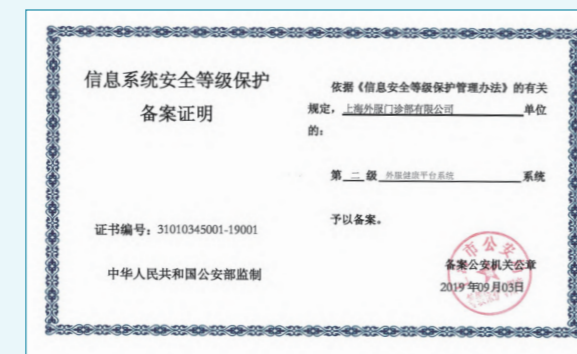 信息系统安全等级保护
备案证明
证书编号：31010345001-19001
中华人民共和国公安部监制
依据《信息安全等级保护管理办法》的有关
规定，上海外服门诊部有限公司单位
的：
第二级外服健康平台系统系统
予以备案。
市公安
备案公安机关公章
2019年09月03日